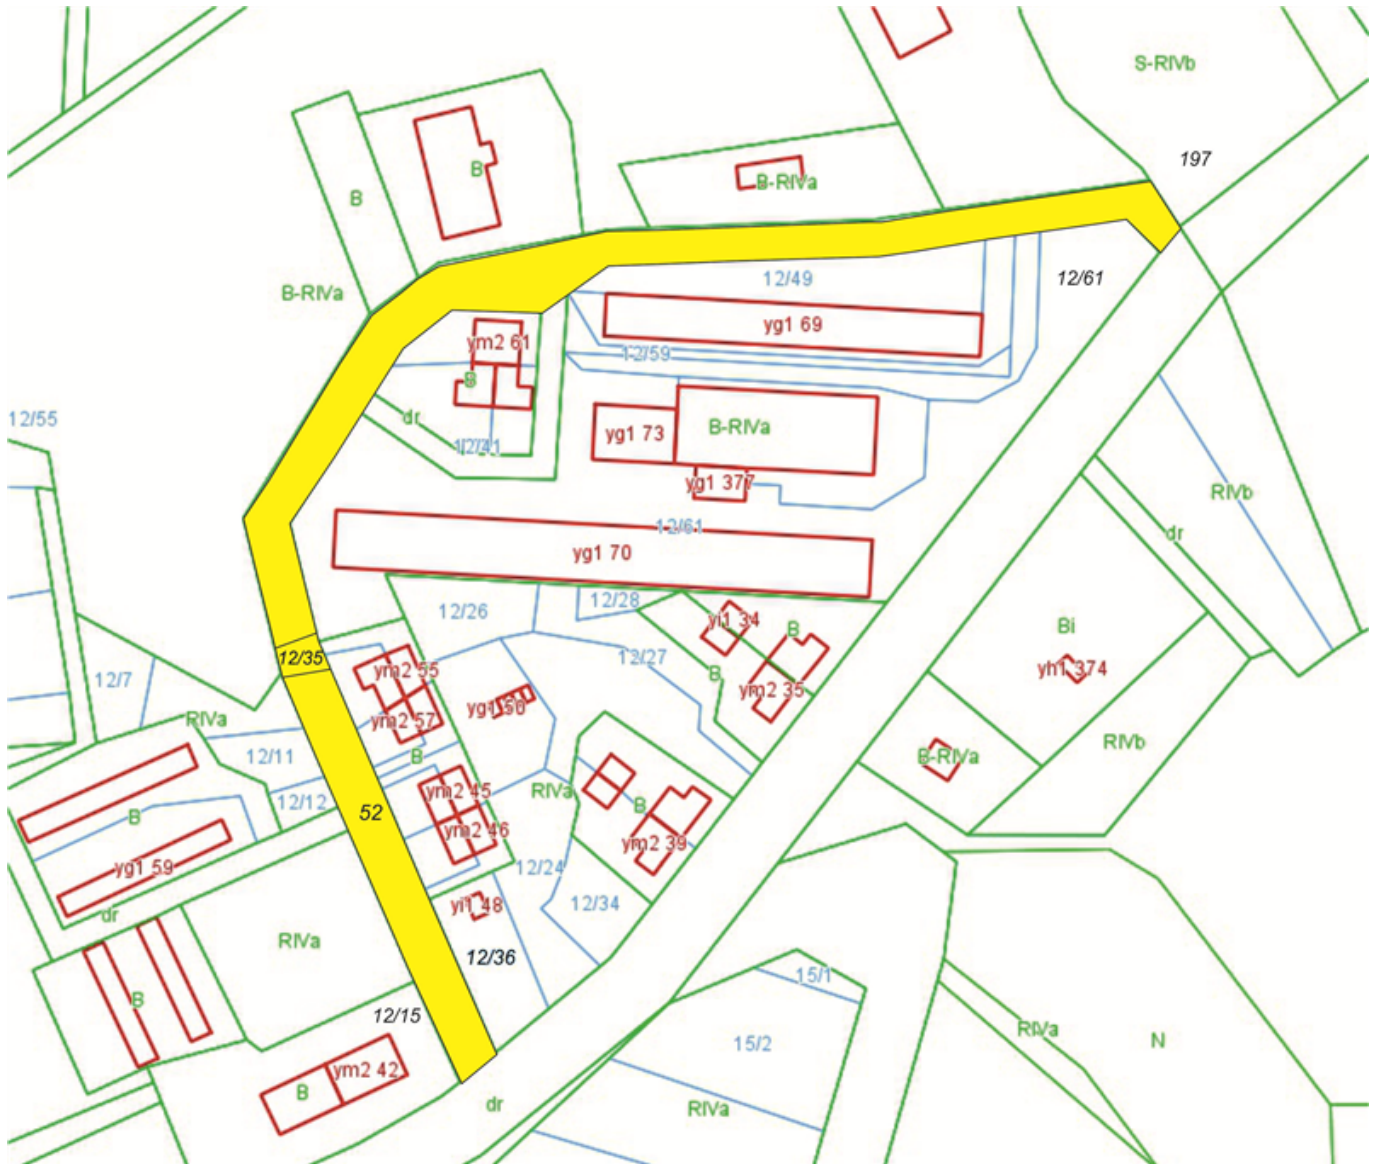 S-RIVb
197
B
B-RIVa
B
B-RIVa
12/49
12/61
yg1 69
ym2 61
12/59
B
12/55
dr
12/41
yg1 73
B-RIVa
yg1 377
RIVb
dr
12/61
yg1 70
12/26
12/28
yi1 34
B
Bi
12/35
ym2 55
12/27
yh1 374
12/7
B
ym2 35
RIVa
ym2 57
yg1 50
12/11
B
B-RIVa
RIVb
12/12
ym2 45
RIVa
B
B
52
ym2 46
ym2 39
yg1 59
12/24
dr
yi1 48
12/34
RIVa
12/36
15/1
B
12/15
RIVa
N
15/2
ym2 42
B
dr
RIVa